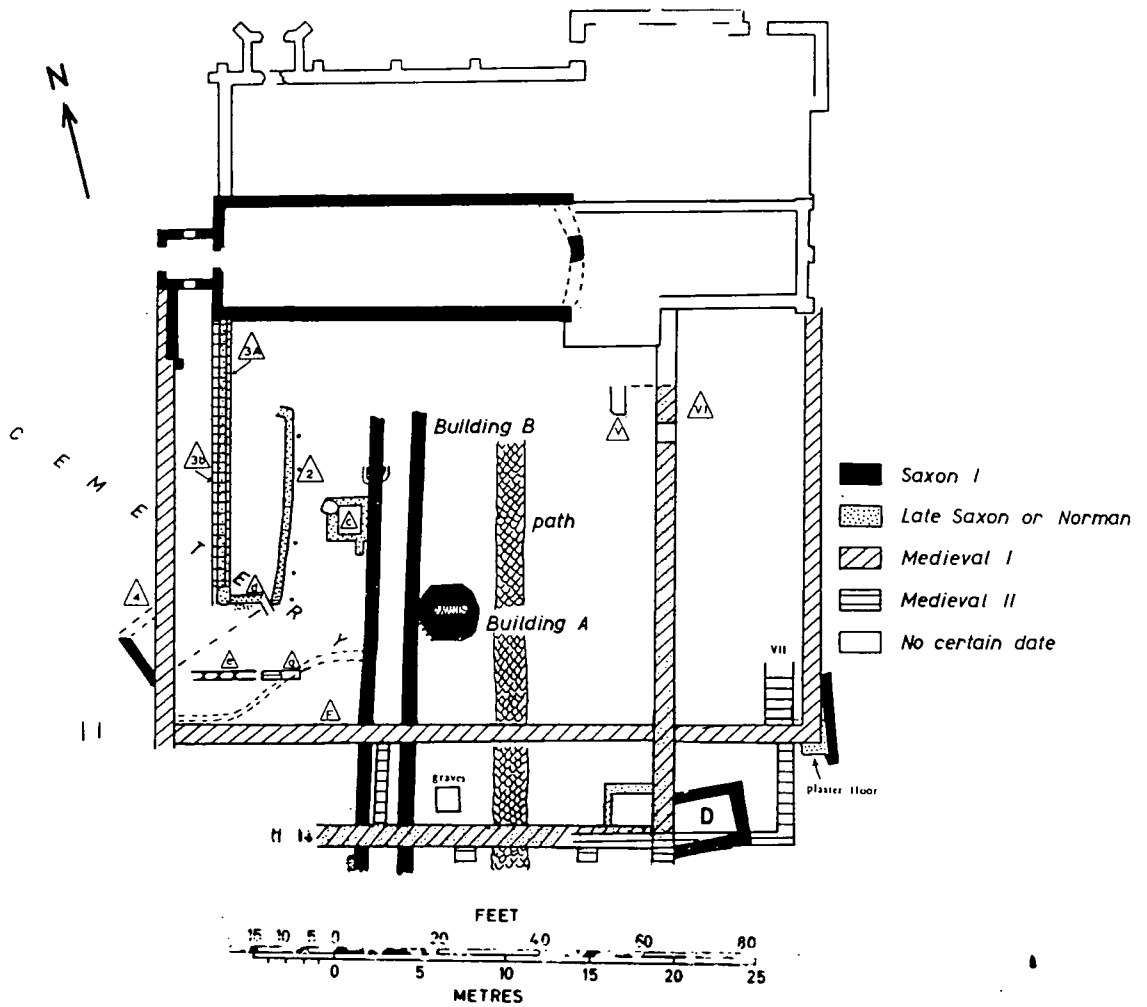 N
3A
C E M E T E R Y
Building B
VI
V
3b
2
Saxon I
c
path
Late Saxon or Norman
Medieval I
d
4
Building A
Medieval II
VII
e
g
No certain date
F
graves
plaster floor
D
FEET
15 10 5 0 20 40 60 80
0 5 10 15 20 25
METRES